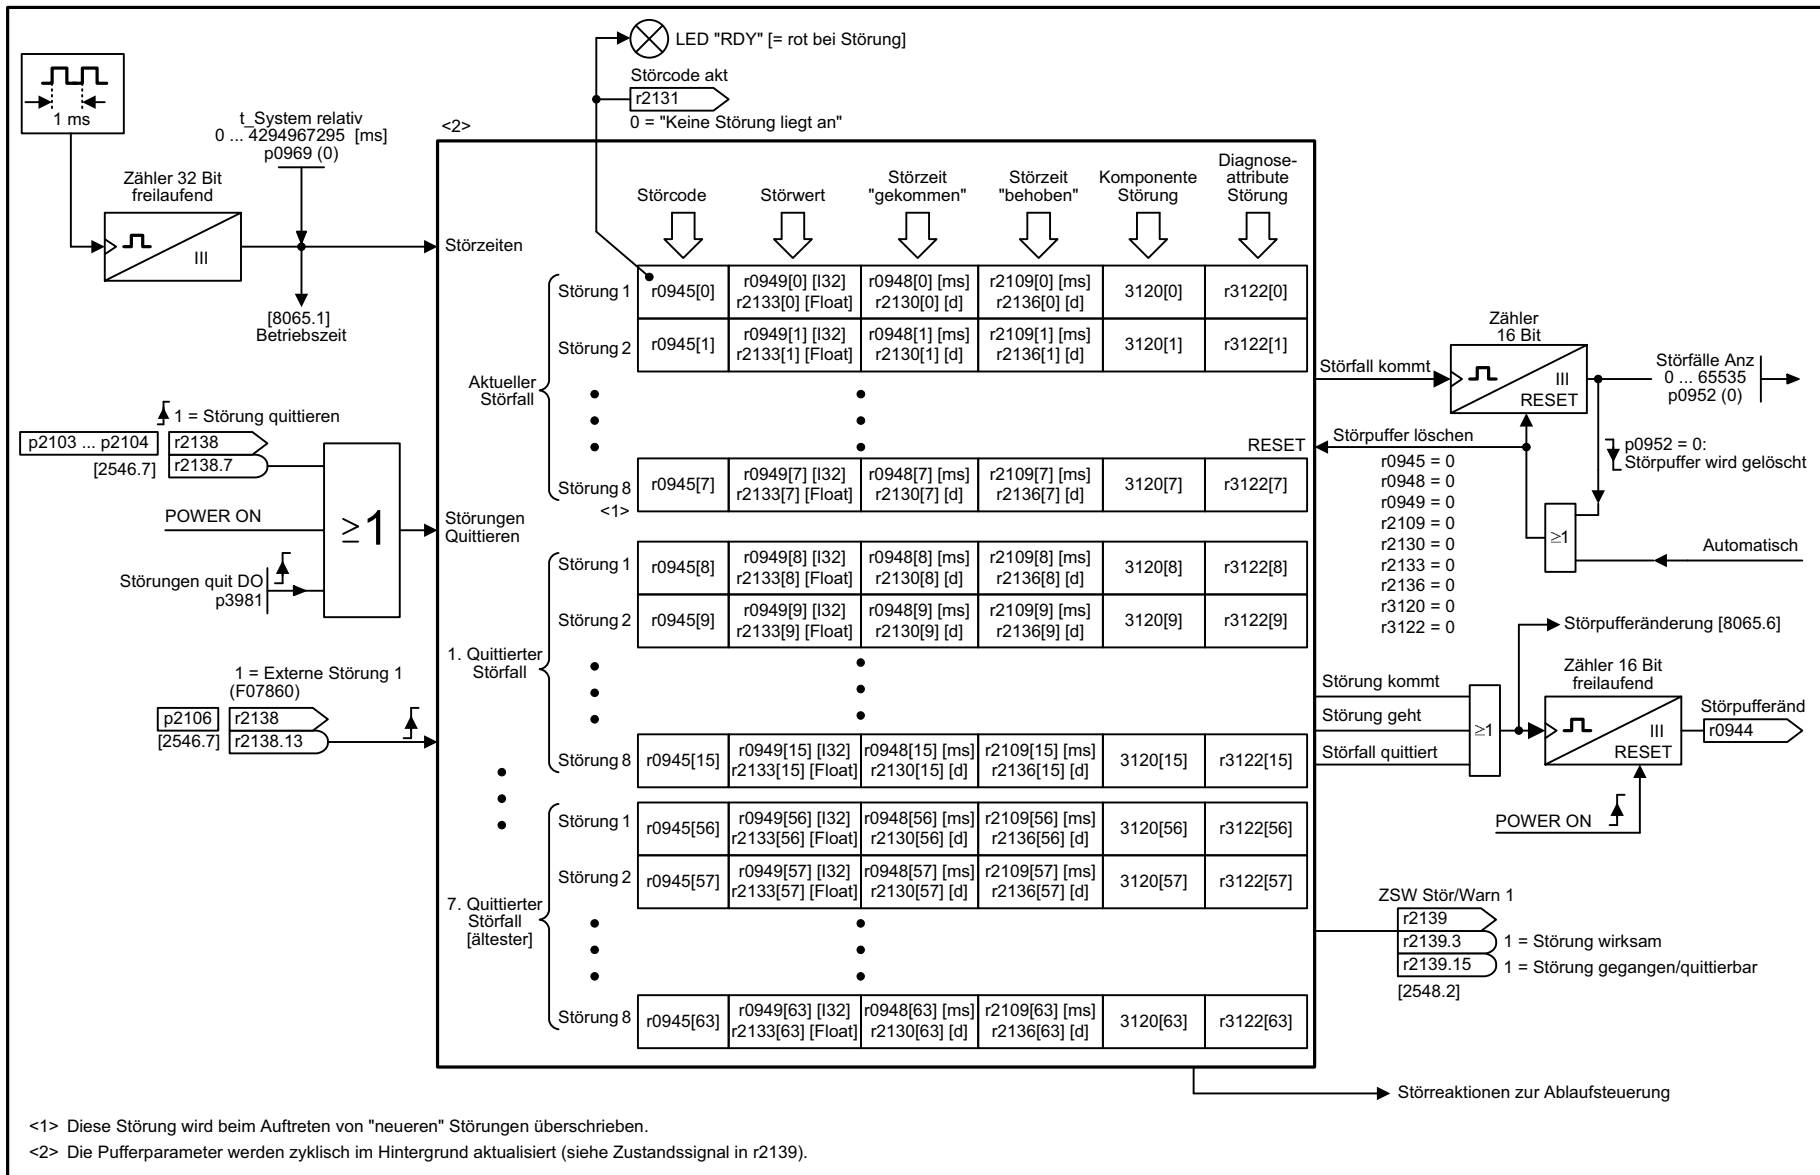 LED "RDY" [= rot bei Störung]
Störcode akt
r2131
0 = "Keine Störung liegt an"
1 ms
t_System relativ
0 ... 4294967295 [ms]
p0969 (0)
Zähler 32 Bit
freilaufend
III
[8065.1]
Betriebszeit
<2>
Störzeiten
Störcode
Störwert
Störzeit
"gekommen"
Störzeit
"behoben"
Komponente
Störung
Diagnose-
attribute
Störung
Aktueller
Störfall
Störung 1
r0945[0]
r0949[0] [I32]
r2133[0] [Float]
r0948[0] [ms]
r2130[0] [d]
r2109[0] [ms]
r2136[0] [d]
3120[0]
r3122[0]
Störung 2
r0945[1]
r0949[1] [I32]
r2133[1] [Float]
r0948[1] [ms]
r2130[1] [d]
r2109[1] [ms]
r2136[1] [d]
3120[1]
r3122[1]
Störung 8
<1>
r0945[7]
r0949[7] [I32]
r2133[7] [Float]
r0948[7] [ms]
r2130[7] [d]
r2109[7] [ms]
r2136[7] [d]
3120[7]
r3122[7]
1 = Störung quittieren
p2103 ... p2104
r2138
[2546.7]
r2138.7
POWER ON
≥1
Störungen
Quittieren
Störungen quit DO
p3981
1 = Externe Störung 1
(F07860)
p2106
r2138
[2546.7]
r2138.13
1. Quittierter
Störfall
Störung 1
r0945[8]
r0949[8] [I32]
r2133[8] [Float]
r0948[8] [ms]
r2130[8] [d]
r2109[8] [ms]
r2136[8] [d]
3120[8]
r3122[8]
Störung 2
r0945[9]
r0949[9] [I32]
r2133[9] [Float]
r0948[9] [ms]
r2130[9] [d]
r2109[9] [ms]
r2136[9] [d]
3120[9]
r3122[9]
Störung 8
r0945[15]
r0949[15] [I32]
r2133[15] [Float]
r0948[15] [ms]
r2130[15] [d]
r2109[15] [ms]
r2136[15] [d]
3120[15]
r3122[15]
7. Quittierter
Störfall
[ältester]
Störung 1
r0945[56]
r0949[56] [I32]
r2133[56] [Float]
r0948[56] [ms]
r2130[56] [d]
r2109[56] [ms]
r2136[56] [d]
3120[56]
r3122[56]
Störung 2
r0945[57]
r0949[57] [I32]
r2133[57] [Float]
r0948[57] [ms]
r2130[57] [d]
r2109[57] [ms]
r2136[57] [d]
3120[57]
r3122[57]
Störung 8
r0945[63]
r0949[63] [I32]
r2133[63] [Float]
r0948[63] [ms]
r2130[63] [d]
r2109[63] [ms]
r2136[63] [d]
3120[63]
r3122[63]
Störfall kommt
Zähler
16 Bit
III
RESET
Störfälle Anz
0 ... 65535
p0952 (0)
RESET
Störpuffer löschen
r0945 = 0
r0948 = 0
r0949 = 0
r2109 = 0
r2130 = 0
r2133 = 0
r2136 = 0
r3120 = 0
r3122 = 0
p0952 = 0:
Störpuffer wird gelöscht
≥1
Automatisch
Störpufferänderung [8065.6]
Störung kommt
Störung geht
Störfall quittiert
≥1
Zähler 16 Bit
freilaufend
III
RESET
Störpufferänd
r0944
POWER ON
ZSW Stör/Warn 1
r2139
r2139.3
1 = Störung wirksam
r2139.15
1 = Störung gegangen/quittierbar
[2548.2]
Störreaktionen zur Ablaufsteuerung
<1> Diese Störung wird beim Auftreten von "neueren" Störungen überschrieben.
<2> Die Pufferparameter werden zyklisch im Hintergrund aktualisiert (siehe Zustandssignal in r2139).